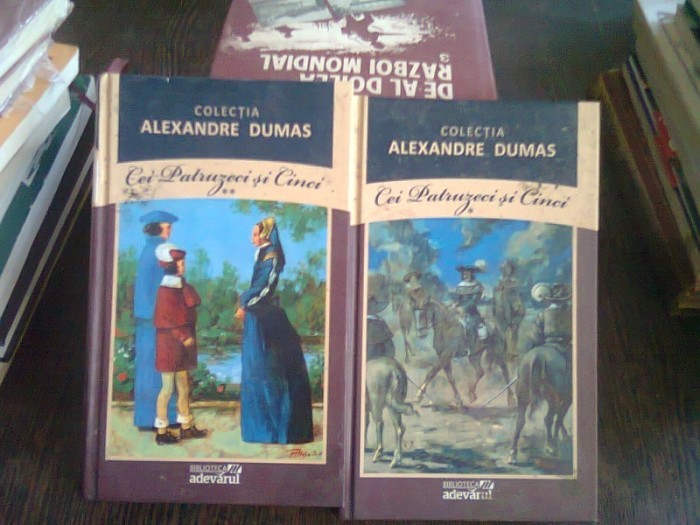 DE AL DOILEA
RĂZBOI MONDIAL
3
COLECȚIA
ALEXANDRE DUMAS
Cei Patruzeci și Cinci
**
BIBLIOTECA
adevărul
COLECȚIA
ALEXANDRE DUMAS
Cei Patruzeci și Cinci
*
BIBLIOTECA
adevărul